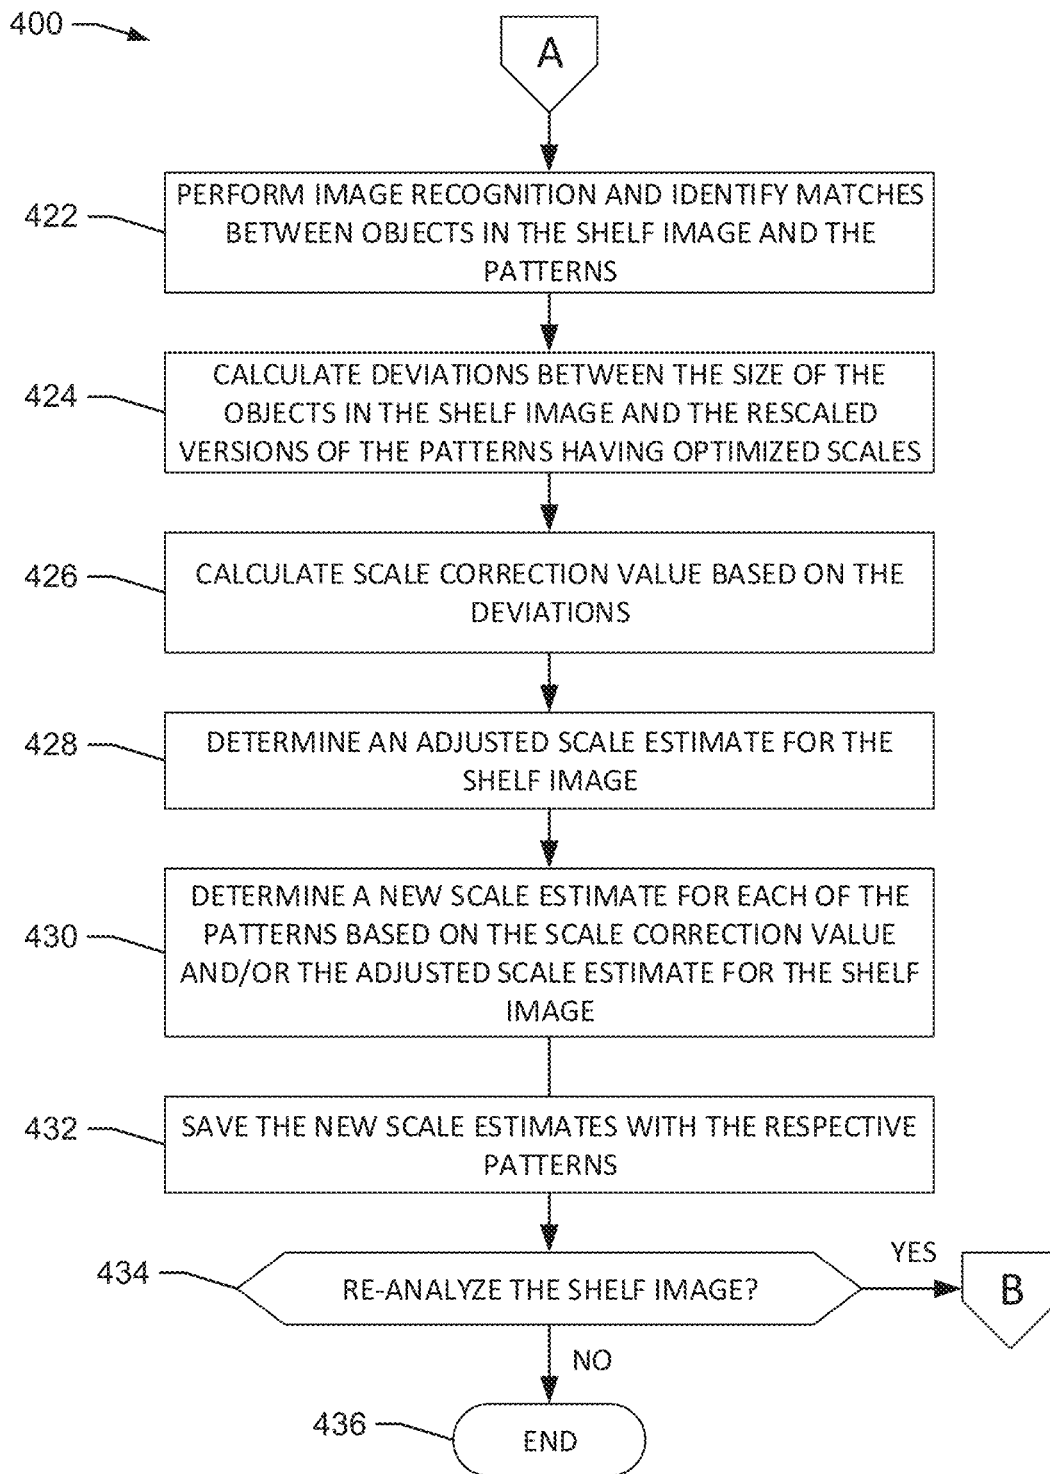 400
A
422
PERFORM IMAGE RECOGNITION AND IDENTIFY MATCHES
BETWEEN OBJECTS IN THE SHELF IMAGE AND THE
PATTERNS
424
CALCULATE DEVIATIONS BETWEEN THE SIZE OF THE
OBJECTS IN THE SHELF IMAGE AND THE RESCALED
VERSIONS OF THE PATTERNS HAVING OPTIMIZED SCALES
426
CALCULATE SCALE CORRECTION VALUE BASED ON THE
DEVIATIONS
428
DETERMINE AN ADJUSTED SCALE ESTIMATE FOR THE
SHELF IMAGE
430
DETERMINE A NEW SCALE ESTIMATE FOR EACH OF THE
PATTERNS BASED ON THE SCALE CORRECTION VALUE
AND/OR THE ADJUSTED SCALE ESTIMATE FOR THE SHELF
IMAGE
432
SAVE THE NEW SCALE ESTIMATES WITH THE RESPECTIVE
PATTERNS
434
RE-ANALYZE THE SHELF IMAGE?
YES
B
NO
436
END